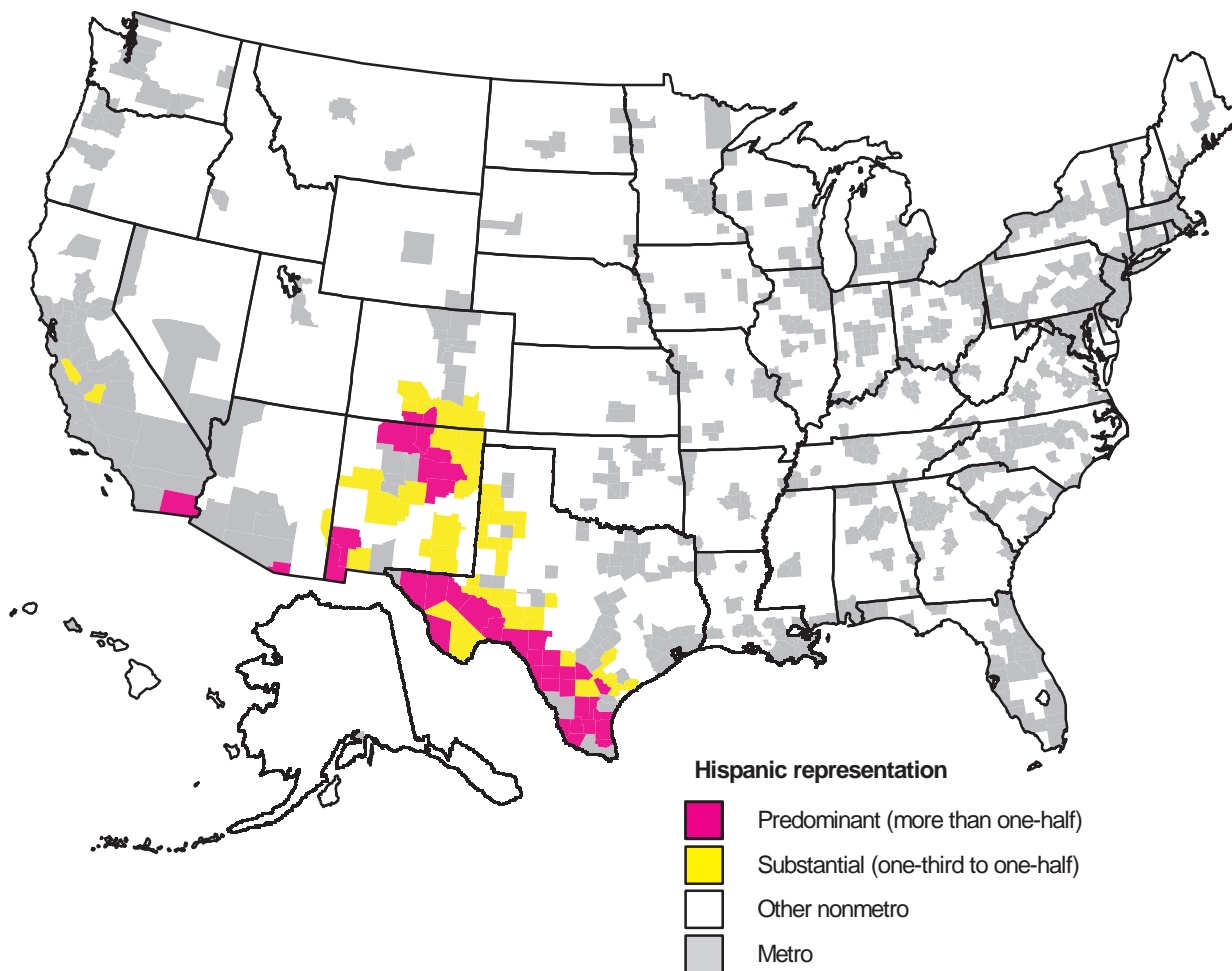 Hispanic representation
Predominant (more than one-half)
Substantial (one-third to one-half)
Other nonmetro
Metro